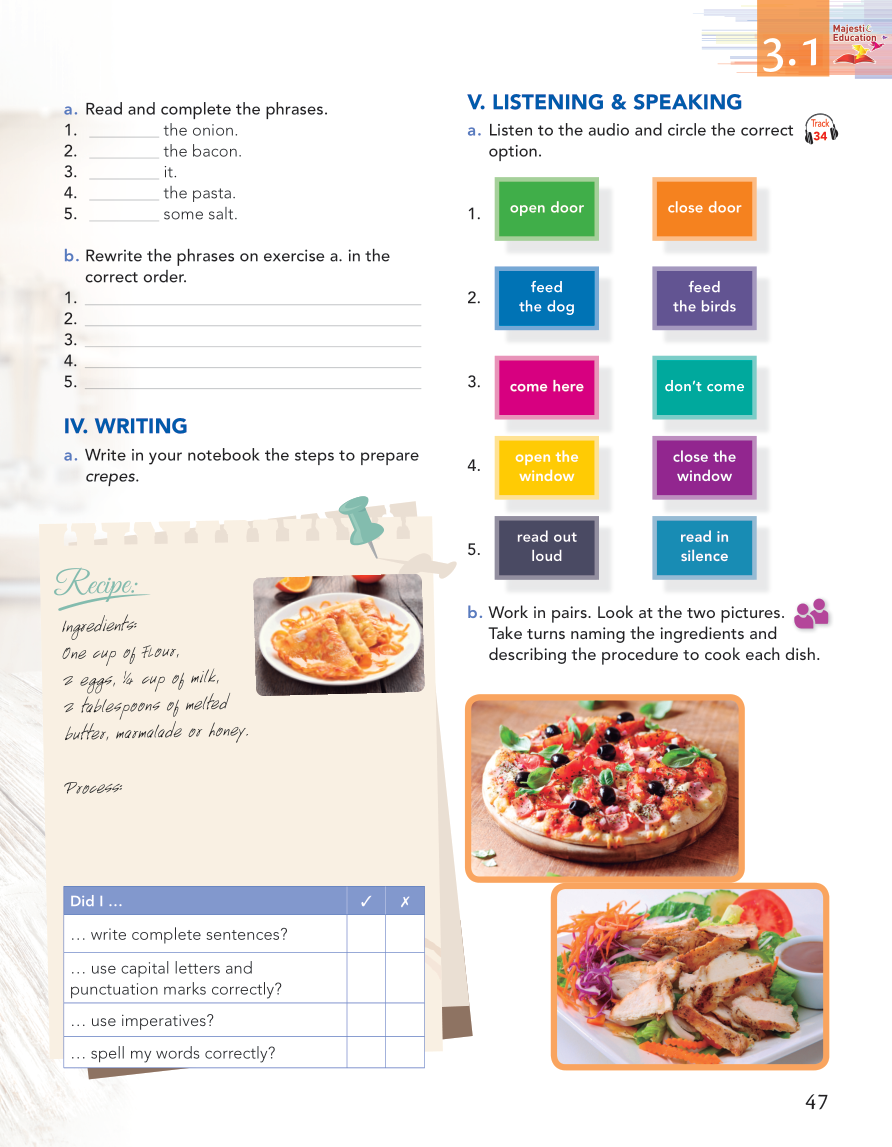 3.1
Majestic
Education
a. Read and complete the phrases.
1. ________ the onion.
2. ________ the bacon.
3. ________ it.
4. ________ the pasta.
5. ________ some salt.
b. Rewrite the phrases on exercise a. in the
correct order.
1.
2.
3.
4.
5.
IV. WRITING
a. Write in your notebook the steps to prepare
crepes.
Recipe:
Ingredients:
One cup of Flour,
2 eggs, ¼ cup of milk,
2 tablespoons of melted
butter, marmalade or honey.
Process:
Did I ... ✓ ✗
... write complete sentences?
... use capital letters and
punctuation marks correctly?
... use imperatives?
... spell my words correctly?
V. LISTENING & SPEAKING
a. Listen to the audio and circle the correct
option.
Track
34
1. open door close door
2. feed
the dog
feed
the birds
3. come here don't come
4. open the
window
close the
window
5. read out
loud
read in
silence
b. Work in pairs. Look at the two pictures.
Take turns naming the ingredients and
describing the procedure to cook each dish.
47